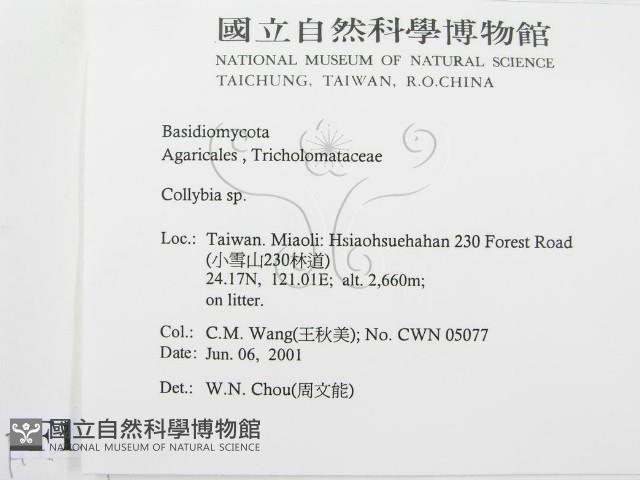 國立自然科學博物館
NATIONAL MUSEUM OF NATURAL SCIENCE
TAICHUNG, TAIWAN, R.O.CHINA
Basidiomycota
Agaricales , Tricholomataceae
Collybia sp.
Loc.: Taiwan. Miaoli: Hsiaohsuehahan 230 Forest Road
(小雪山230林道)
24.17N, 121.01E; alt. 2,660m;
on litter.
Col.: C.M. Wang(王秋美); No. CWN 05077
Date: Jun. 06, 2001
Det.: W.N. Chou(周文能)
國立自然科學博物館
NATIONAL MUSEUM OF NATURAL SCIENCE